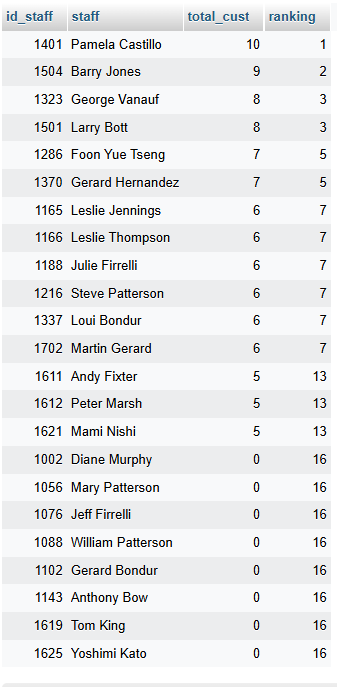 id_staff staff total_cust ranking
1401 Pamela Castillo 10 1
1504 Barry Jones 9 2
1323 George Vanauf 8 3
1501 Larry Bott 8 3
1286 Foon Yue Tseng 7 5
1370 Gerard Hernandez 7 5
1165 Leslie Jennings 6 7
1166 Leslie Thompson 6 7
1188 Julie Firrelli 6 7
1216 Steve Patterson 6 7
1337 Loui Bondur 6 7
1702 Martin Gerard 6 7
1611 Andy Fixter 5 13
1612 Peter Marsh 5 13
1621 Mami Nishi 5 13
1002 Diane Murphy 0 16
1056 Mary Patterson 0 16
1076 Jeff Firrelli 0 16
1088 William Patterson 0 16
1102 Gerard Bondur 0 16
1143 Anthony Bow 0 16
1619 Tom King 0 16
1625 Yoshimi Kato 0 16